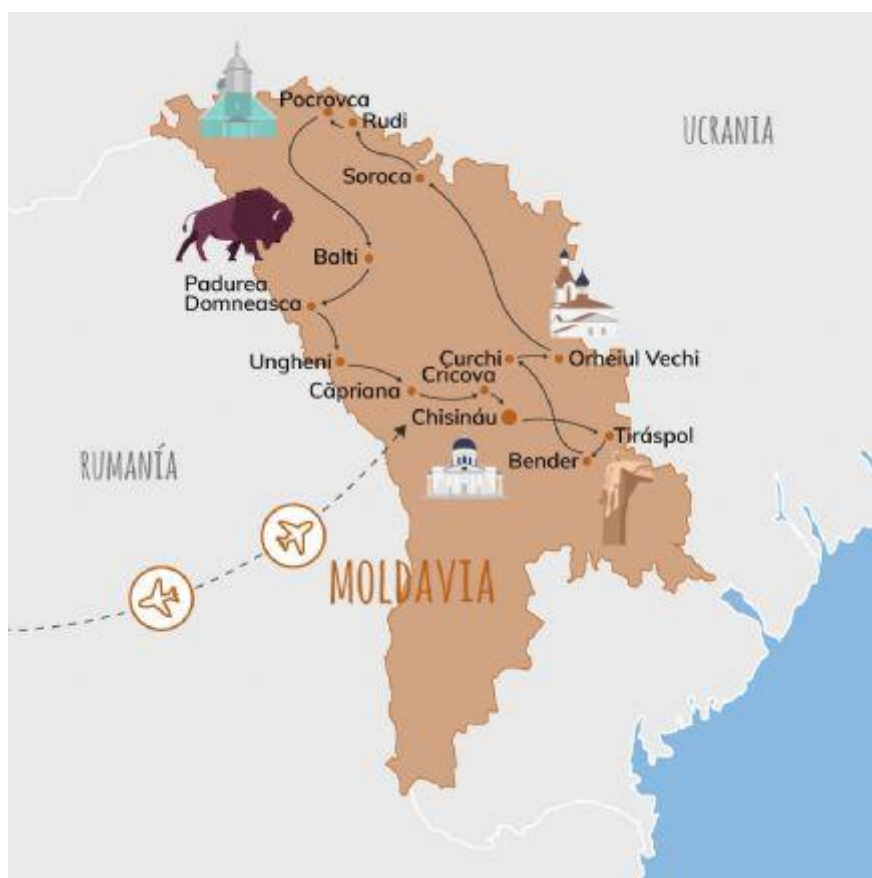 Pocrovca
Rudi
UCRANIA
Soroca
Balti
Padurea
Domneasca
Ungheni
Curchi
Orheiul Vechi
Cricova
Căpriana
Chisináu
Tiráspol
Bender
RUMANÍA
MOLDAVIA